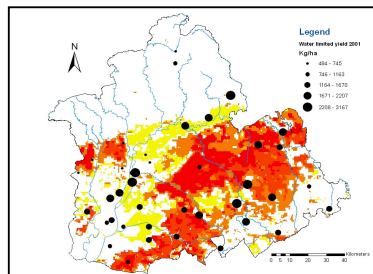 N
Legend
Water limited yield 2001
Kg/ha
484 - 745
746 - 1163
1164 - 1670
1671 - 2207
2208 - 3167
Kilometers
0 5 10 20 30 40